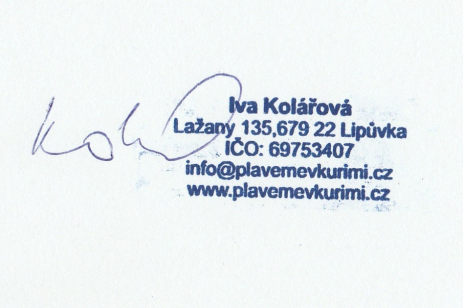 Iva Kolářová
Lažany 135,679 22 Lipůvka
IČO: 69753407
info@plavemevkurimi.cz
www.plavemevkurimi.cz